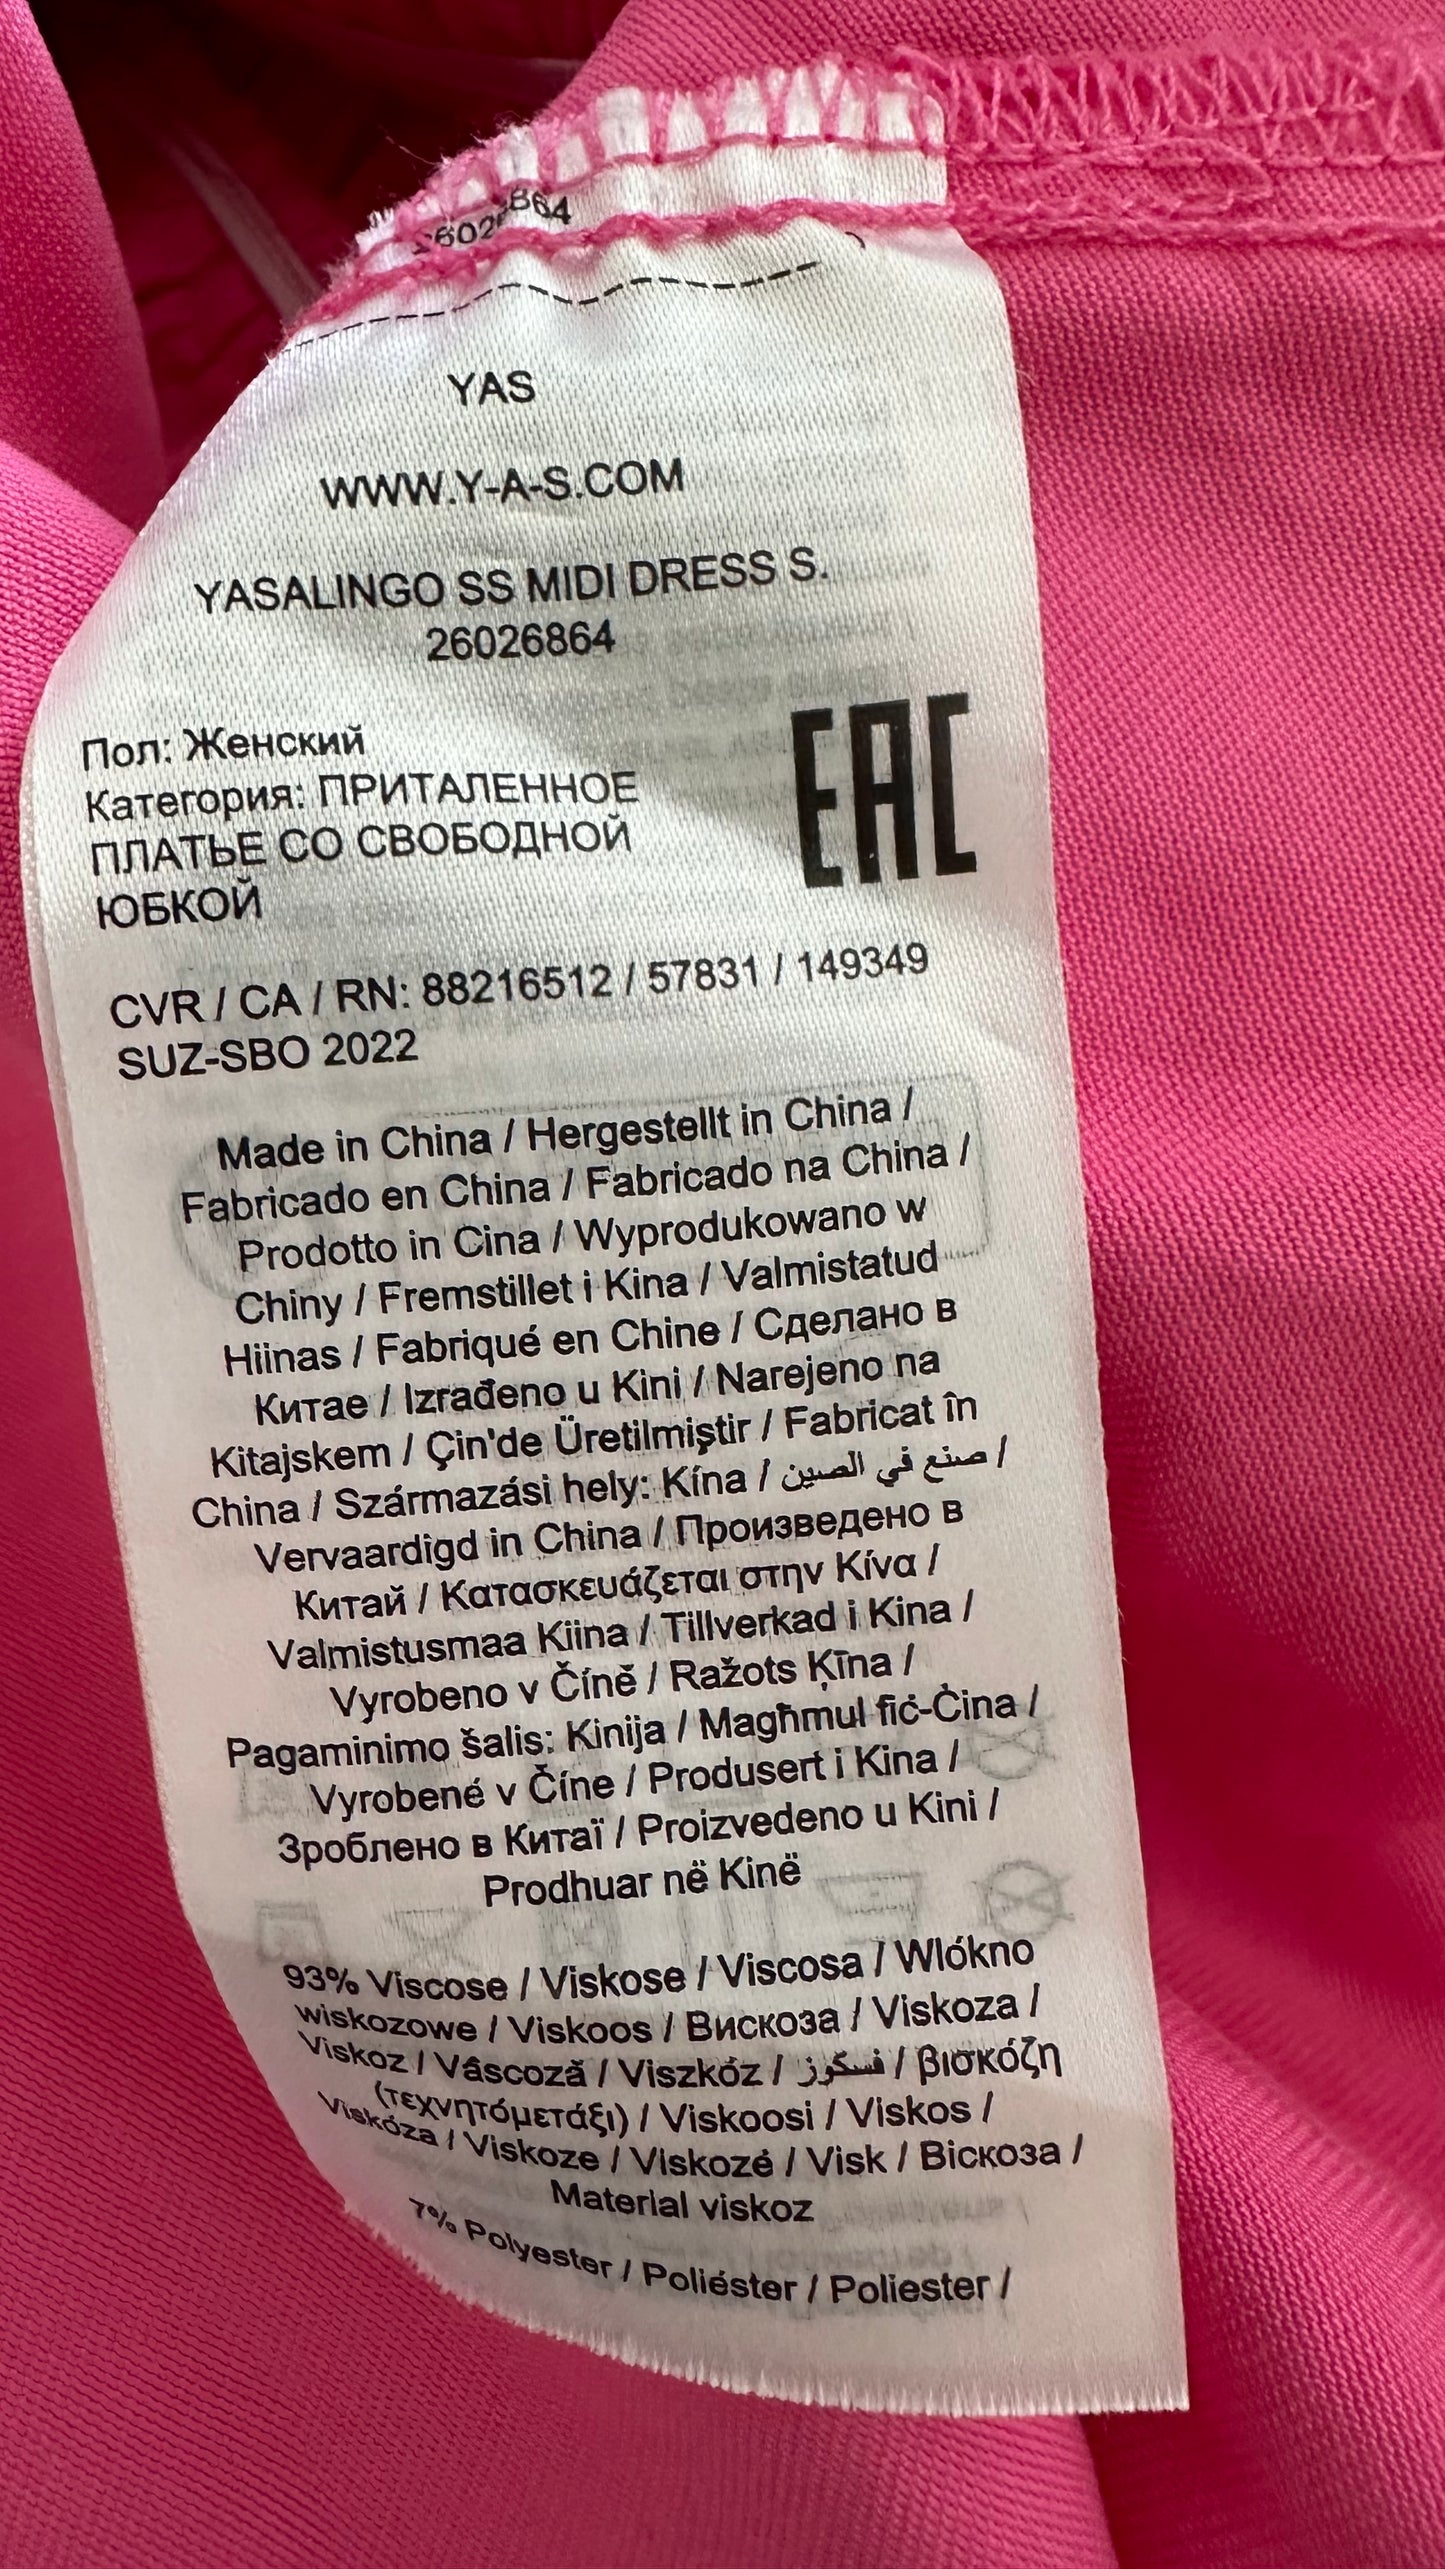 864
YAS
WWW.Y-A-S.COM
YASALINGO SS MIDI DRESS S.
26026864
Пол: Женский
Категория: ПРИТАЛЕННОЕ
ПЛАТЬЕ СО СВОБОДНОЙ
ЮБКОЙ
EAC
CVR / CA / RN: 88216512 / 57831 / 149349
SUZ-SBO 2022
Made in China / Hergestellt in China /
Fabricado en China / Fabricado na China /
Prodotto in Cina / Wyprodukowano w
Chiny / Fremstillet i Kina / Valmistatud
Hiinas / Fabriqué en Chine / Сделано в
Китае / Izrađeno u Kini / Narejeno na
Kitajskem / Çin'de Üretilmiştir / Fabricat în
China / Származási hely: Kína / صنع في الصين /
Vervaardigd in China / Произведено в
Китай / Κατασκευάζεται στην Κίνα /
Valmistusmaa Kiina / Tillverkad i Kina /
Vyrobeno v Číně / Ražots Ķīna /
Pagaminimo šalis: Kinija / Magħmul fiċ-Ċina /
Vyrobené v Číne / Produsert i Kina /
Зроблено в Китаї / Proizvedeno u Kini /
Prodhuar në Kinë
93% Viscose / Viskose / Viscosa / Wlókno
wiskozowe / Viskoos / Вискоза / Viskoza /
Viskoz / Vâscoză / Viszkóz / فسكوز / βισκόζη
(τεχνητόμετάξι) / Viskoosi / Viskos /
Viskóza / Viskoze / Viskozé / Visk / Віскоза /
Material viskoz
7% Polyester / Poliéster / Poliester /